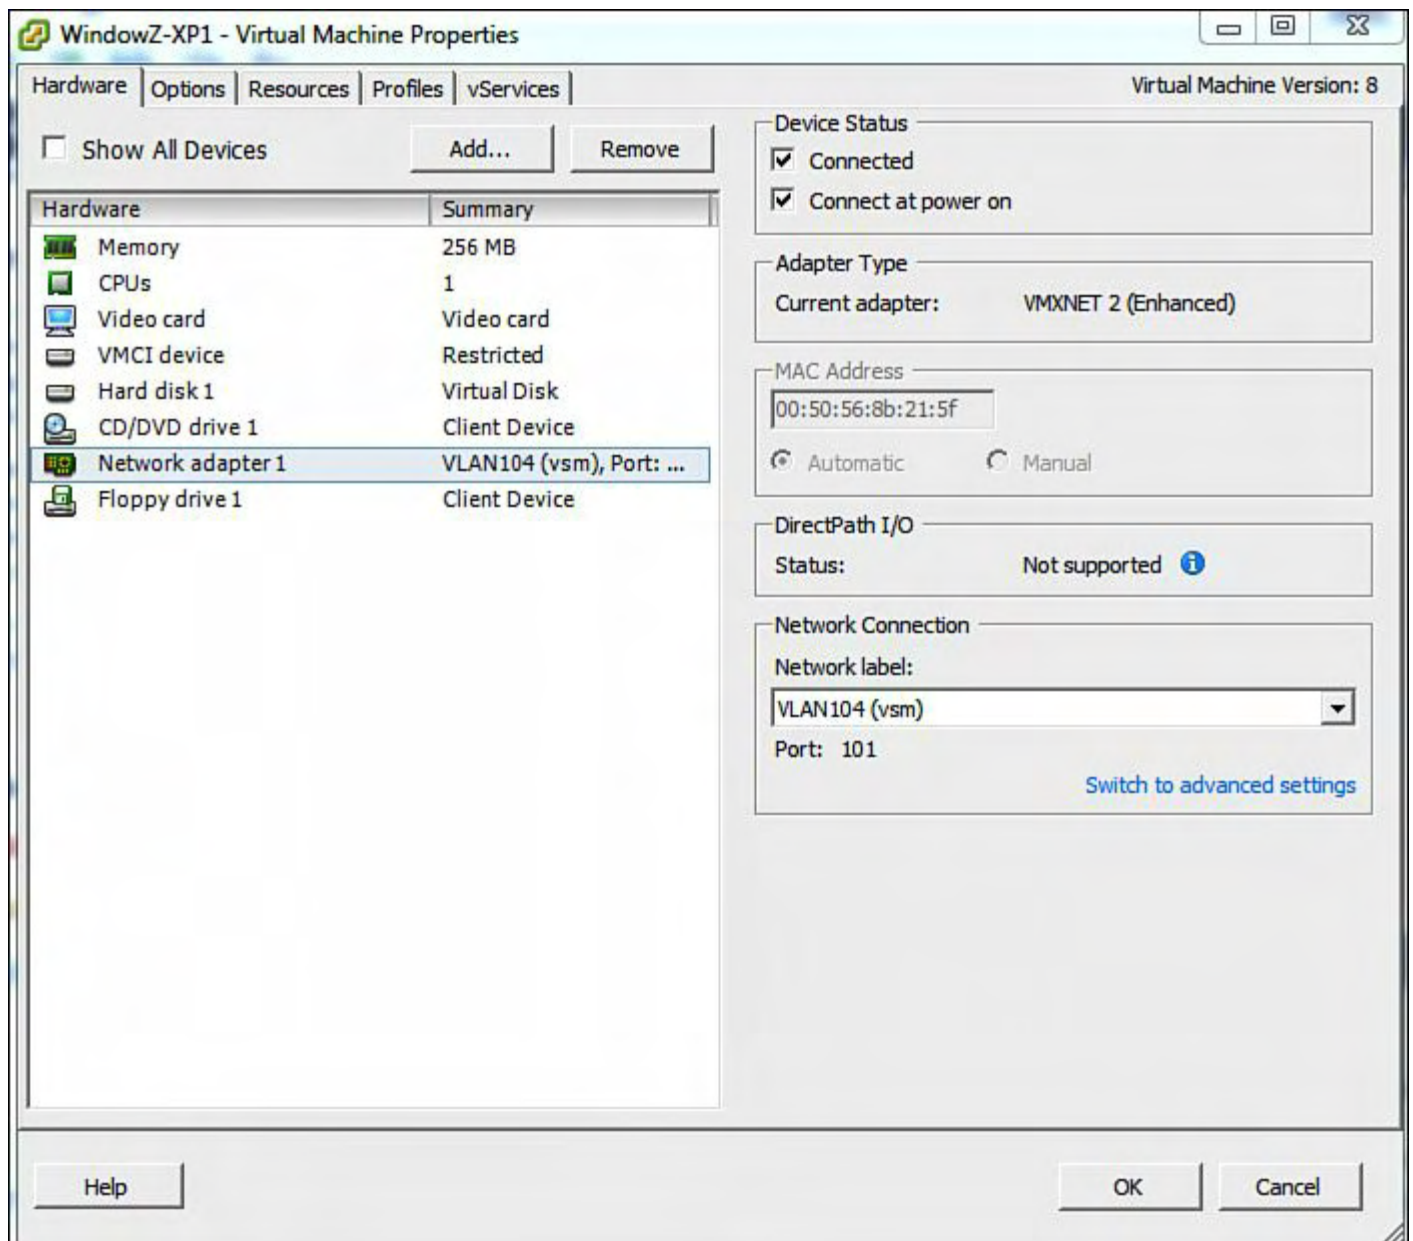 WindowZ-XP1 - Virtual Machine Properties
Hardware Options Resources Profiles vServices
Virtual Machine Version: 8
Show All Devices Add... Remove
Hardware Summary
Memory 256 MB
CPUs 1
Video card Video card
VMCI device Restricted
Hard disk 1 Virtual Disk
CD/DVD drive 1 Client Device
Network adapter 1 VLAN104 (vsm), Port: ...
Floppy drive 1 Client Device
Device Status
Connected
Connect at power on
Adapter Type
Current adapter: VMXNET 2 (Enhanced)
MAC Address
00:50:56:8b:21:5f
Automatic Manual
DirectPath I/O
Status: Not supported
Network Connection
Network label:
VLAN104 (vsm)
Port: 101
Switch to advanced settings
Help OK Cancel